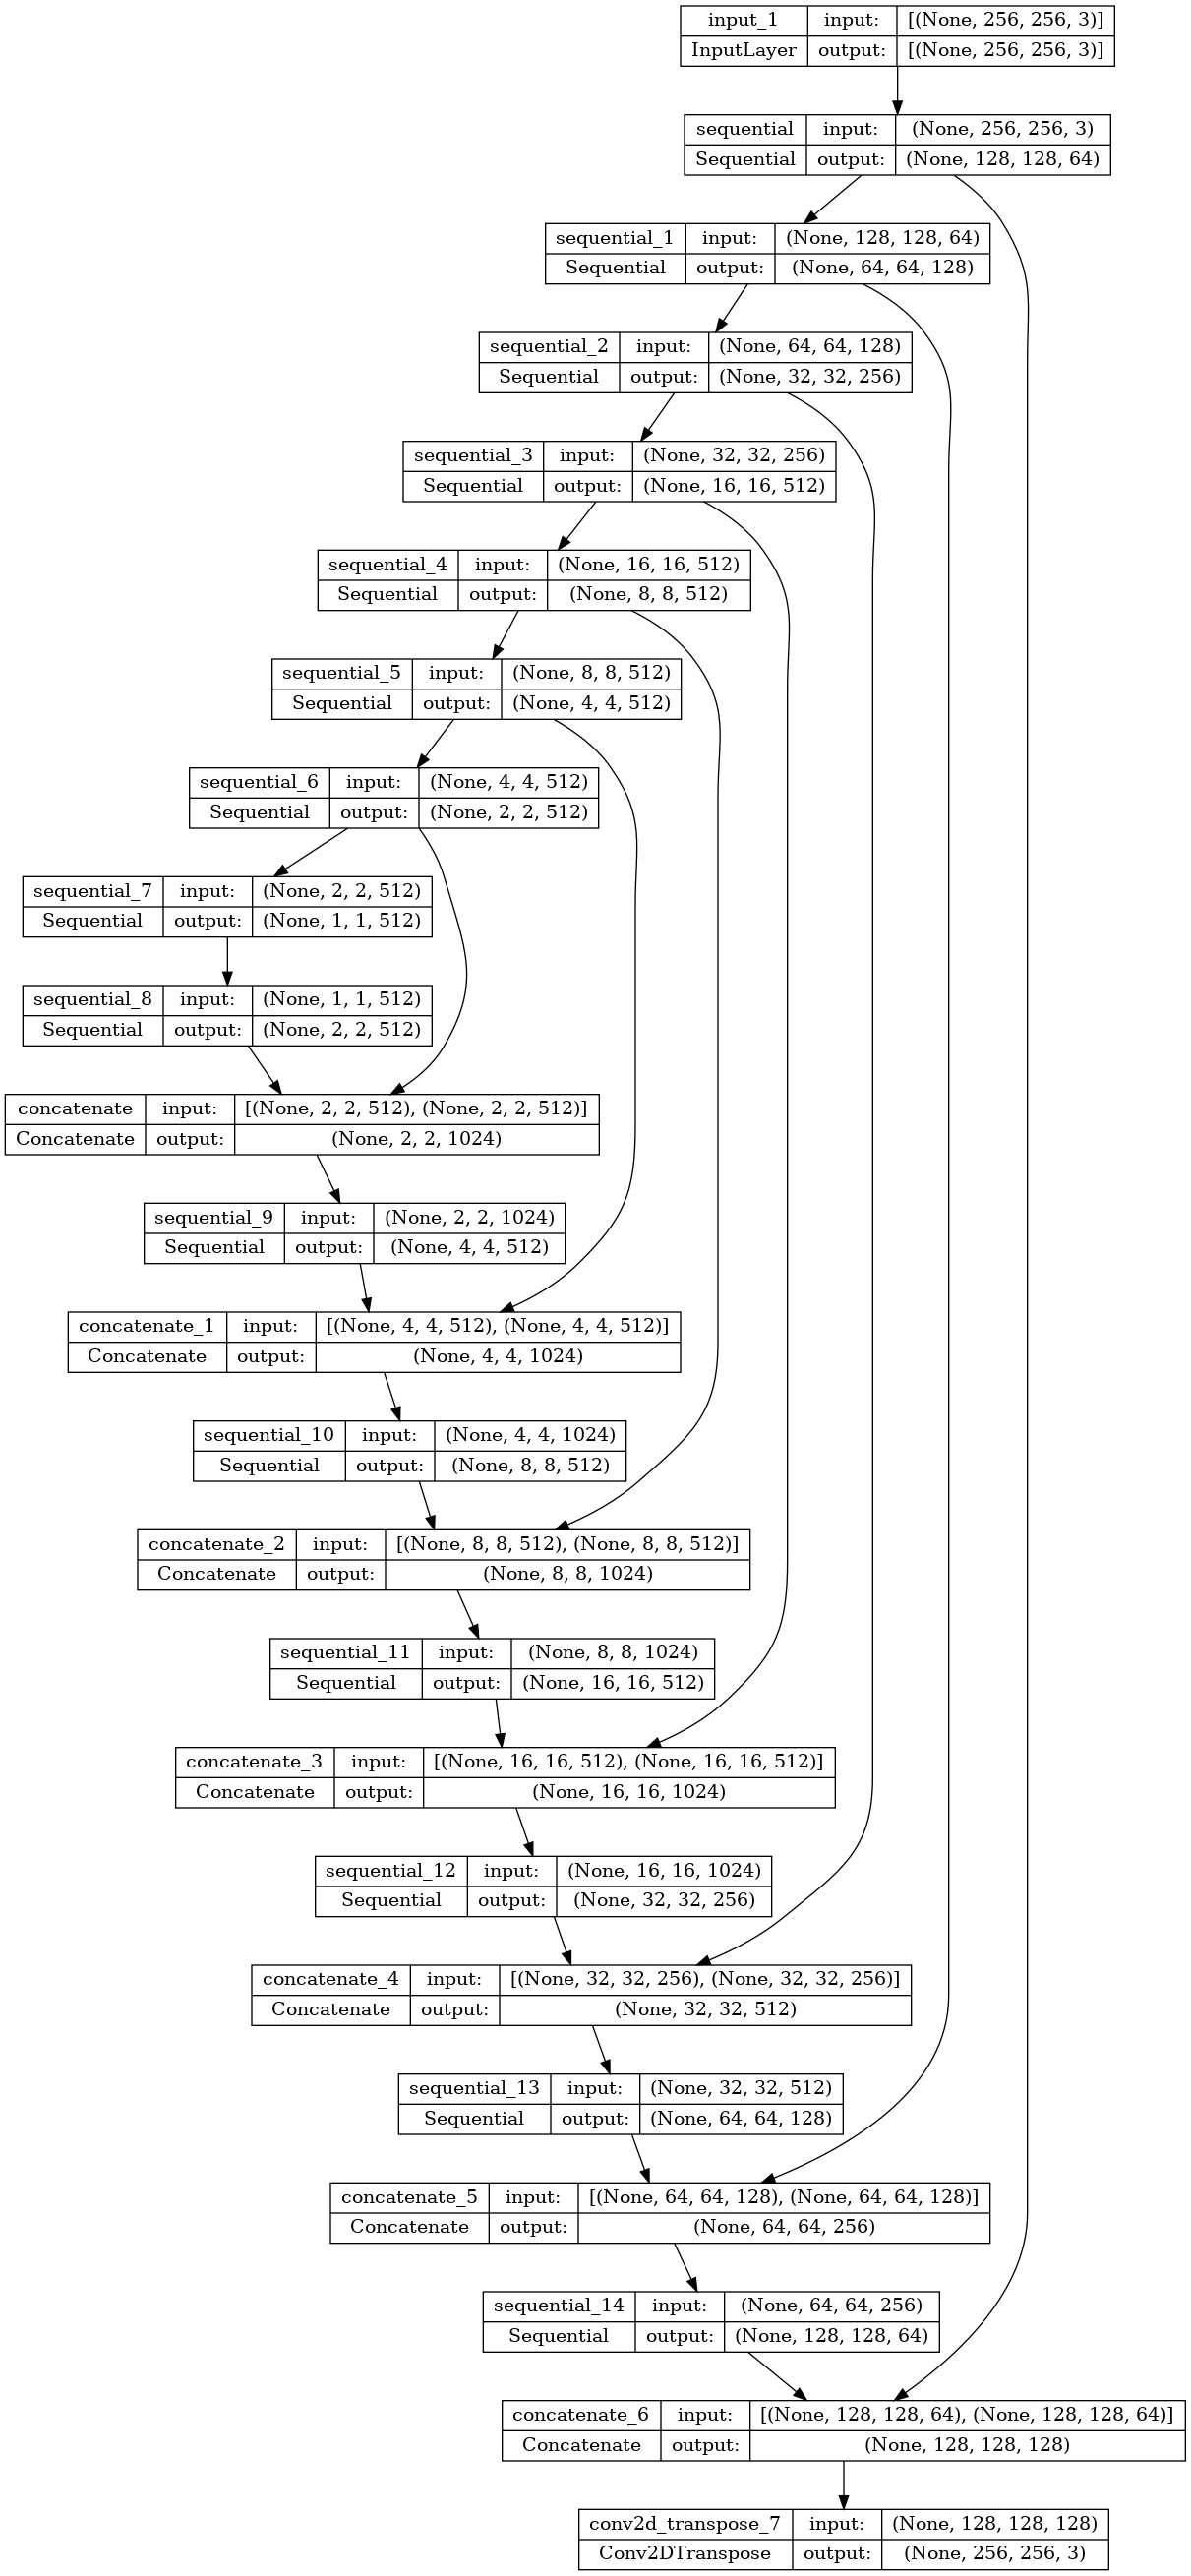 input_1 input: [(None, 256, 256, 3)]
InputLayer output: [(None, 256, 256, 3)]
sequential input: (None, 256, 256, 3)
Sequential output: (None, 128, 128, 64)
sequential_1 input: (None, 128, 128, 64)
Sequential output: (None, 64, 64, 128)
sequential_2 input: (None, 64, 64, 128)
Sequential output: (None, 32, 32, 256)
sequential_3 input: (None, 32, 32, 256)
Sequential output: (None, 16, 16, 512)
sequential_4 input: (None, 16, 16, 512)
Sequential output: (None, 8, 8, 512)
sequential_5 input: (None, 8, 8, 512)
Sequential output: (None, 4, 4, 512)
sequential_6 input: (None, 4, 4, 512)
Sequential output: (None, 2, 2, 512)
sequential_7 input: (None, 2, 2, 512)
Sequential output: (None, 1, 1, 512)
sequential_8 input: (None, 1, 1, 512)
Sequential output: (None, 2, 2, 512)
concatenate input: [(None, 2, 2, 512), (None, 2, 2, 512)]
Concatenate output: (None, 2, 2, 1024)
sequential_9 input: (None, 2, 2, 1024)
Sequential output: (None, 4, 4, 512)
concatenate_1 input: [(None, 4, 4, 512), (None, 4, 4, 512)]
Concatenate output: (None, 4, 4, 1024)
sequential_10 input: (None, 4, 4, 1024)
Sequential output: (None, 8, 8, 512)
concatenate_2 input: [(None, 8, 8, 512), (None, 8, 8, 512)]
Concatenate output: (None, 8, 8, 1024)
sequential_11 input: (None, 8, 8, 1024)
Sequential output: (None, 16, 16, 512)
concatenate_3 input: [(None, 16, 16, 512), (None, 16, 16, 512)]
Concatenate output: (None, 16, 16, 1024)
sequential_12 input: (None, 16, 16, 1024)
Sequential output: (None, 32, 32, 256)
concatenate_4 input: [(None, 32, 32, 256), (None, 32, 32, 256)]
Concatenate output: (None, 32, 32, 512)
sequential_13 input: (None, 32, 32, 512)
Sequential output: (None, 64, 64, 128)
concatenate_5 input: [(None, 64, 64, 128), (None, 64, 64, 128)]
Concatenate output: (None, 64, 64, 256)
sequential_14 input: (None, 64, 64, 256)
Sequential output: (None, 128, 128, 64)
concatenate_6 input: [(None, 128, 128, 64), (None, 128, 128, 64)]
Concatenate output: (None, 128, 128, 128)
conv2d_transpose_7 input: (None, 128, 128, 128)
Conv2DTranspose output: (None, 256, 256, 3)